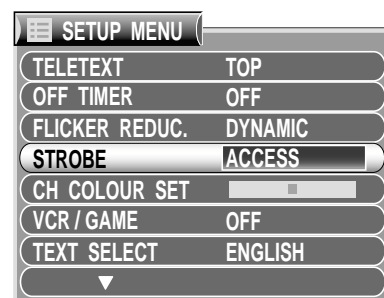 SETUP MENU
TELETEXT TOP
OFF TIMER OFF
FLICKER REDUC. DYNAMIC
STROBE ACCESS
CH COLOUR SET
VCR / GAME OFF
TEXT SELECT ENGLISH